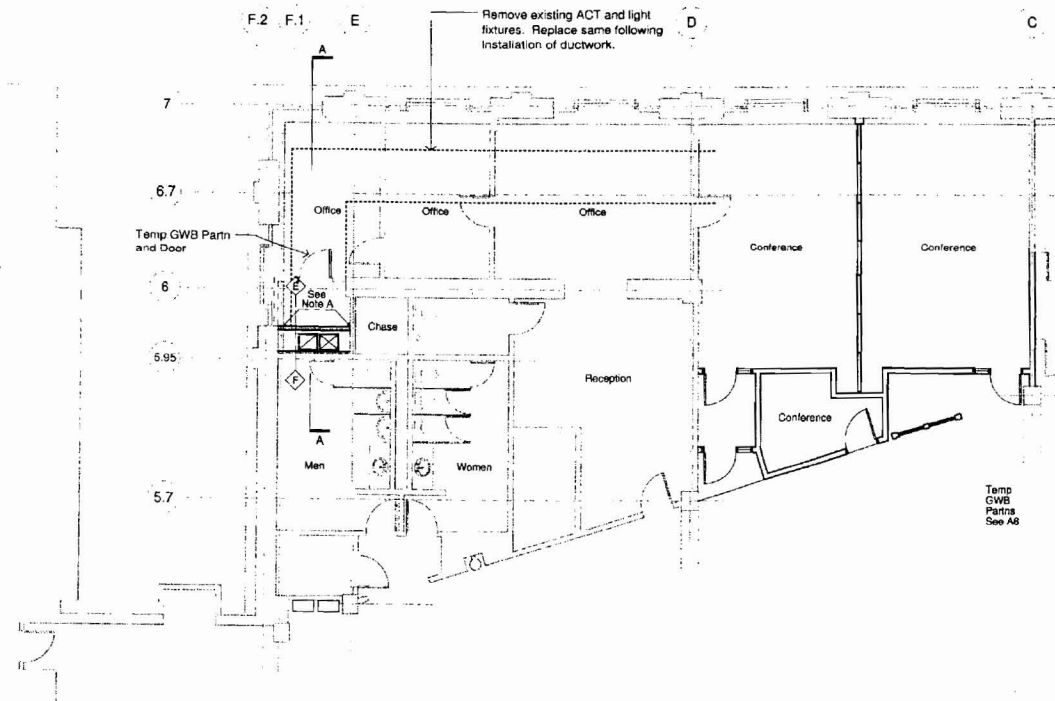 F.2 F.1 E
Remove existing ACT and light
fixtures. Replace same following
Installation of ductwork.
D
C
A
7
6.7
Office
Office
Office
Temp GWB Partn
and Door
Conference
Conference
6
E
See
Note A
Chase
5.95
F
Reception
Conference
A
Men
Women
5.7
Temp
GWB
Partns
See A8